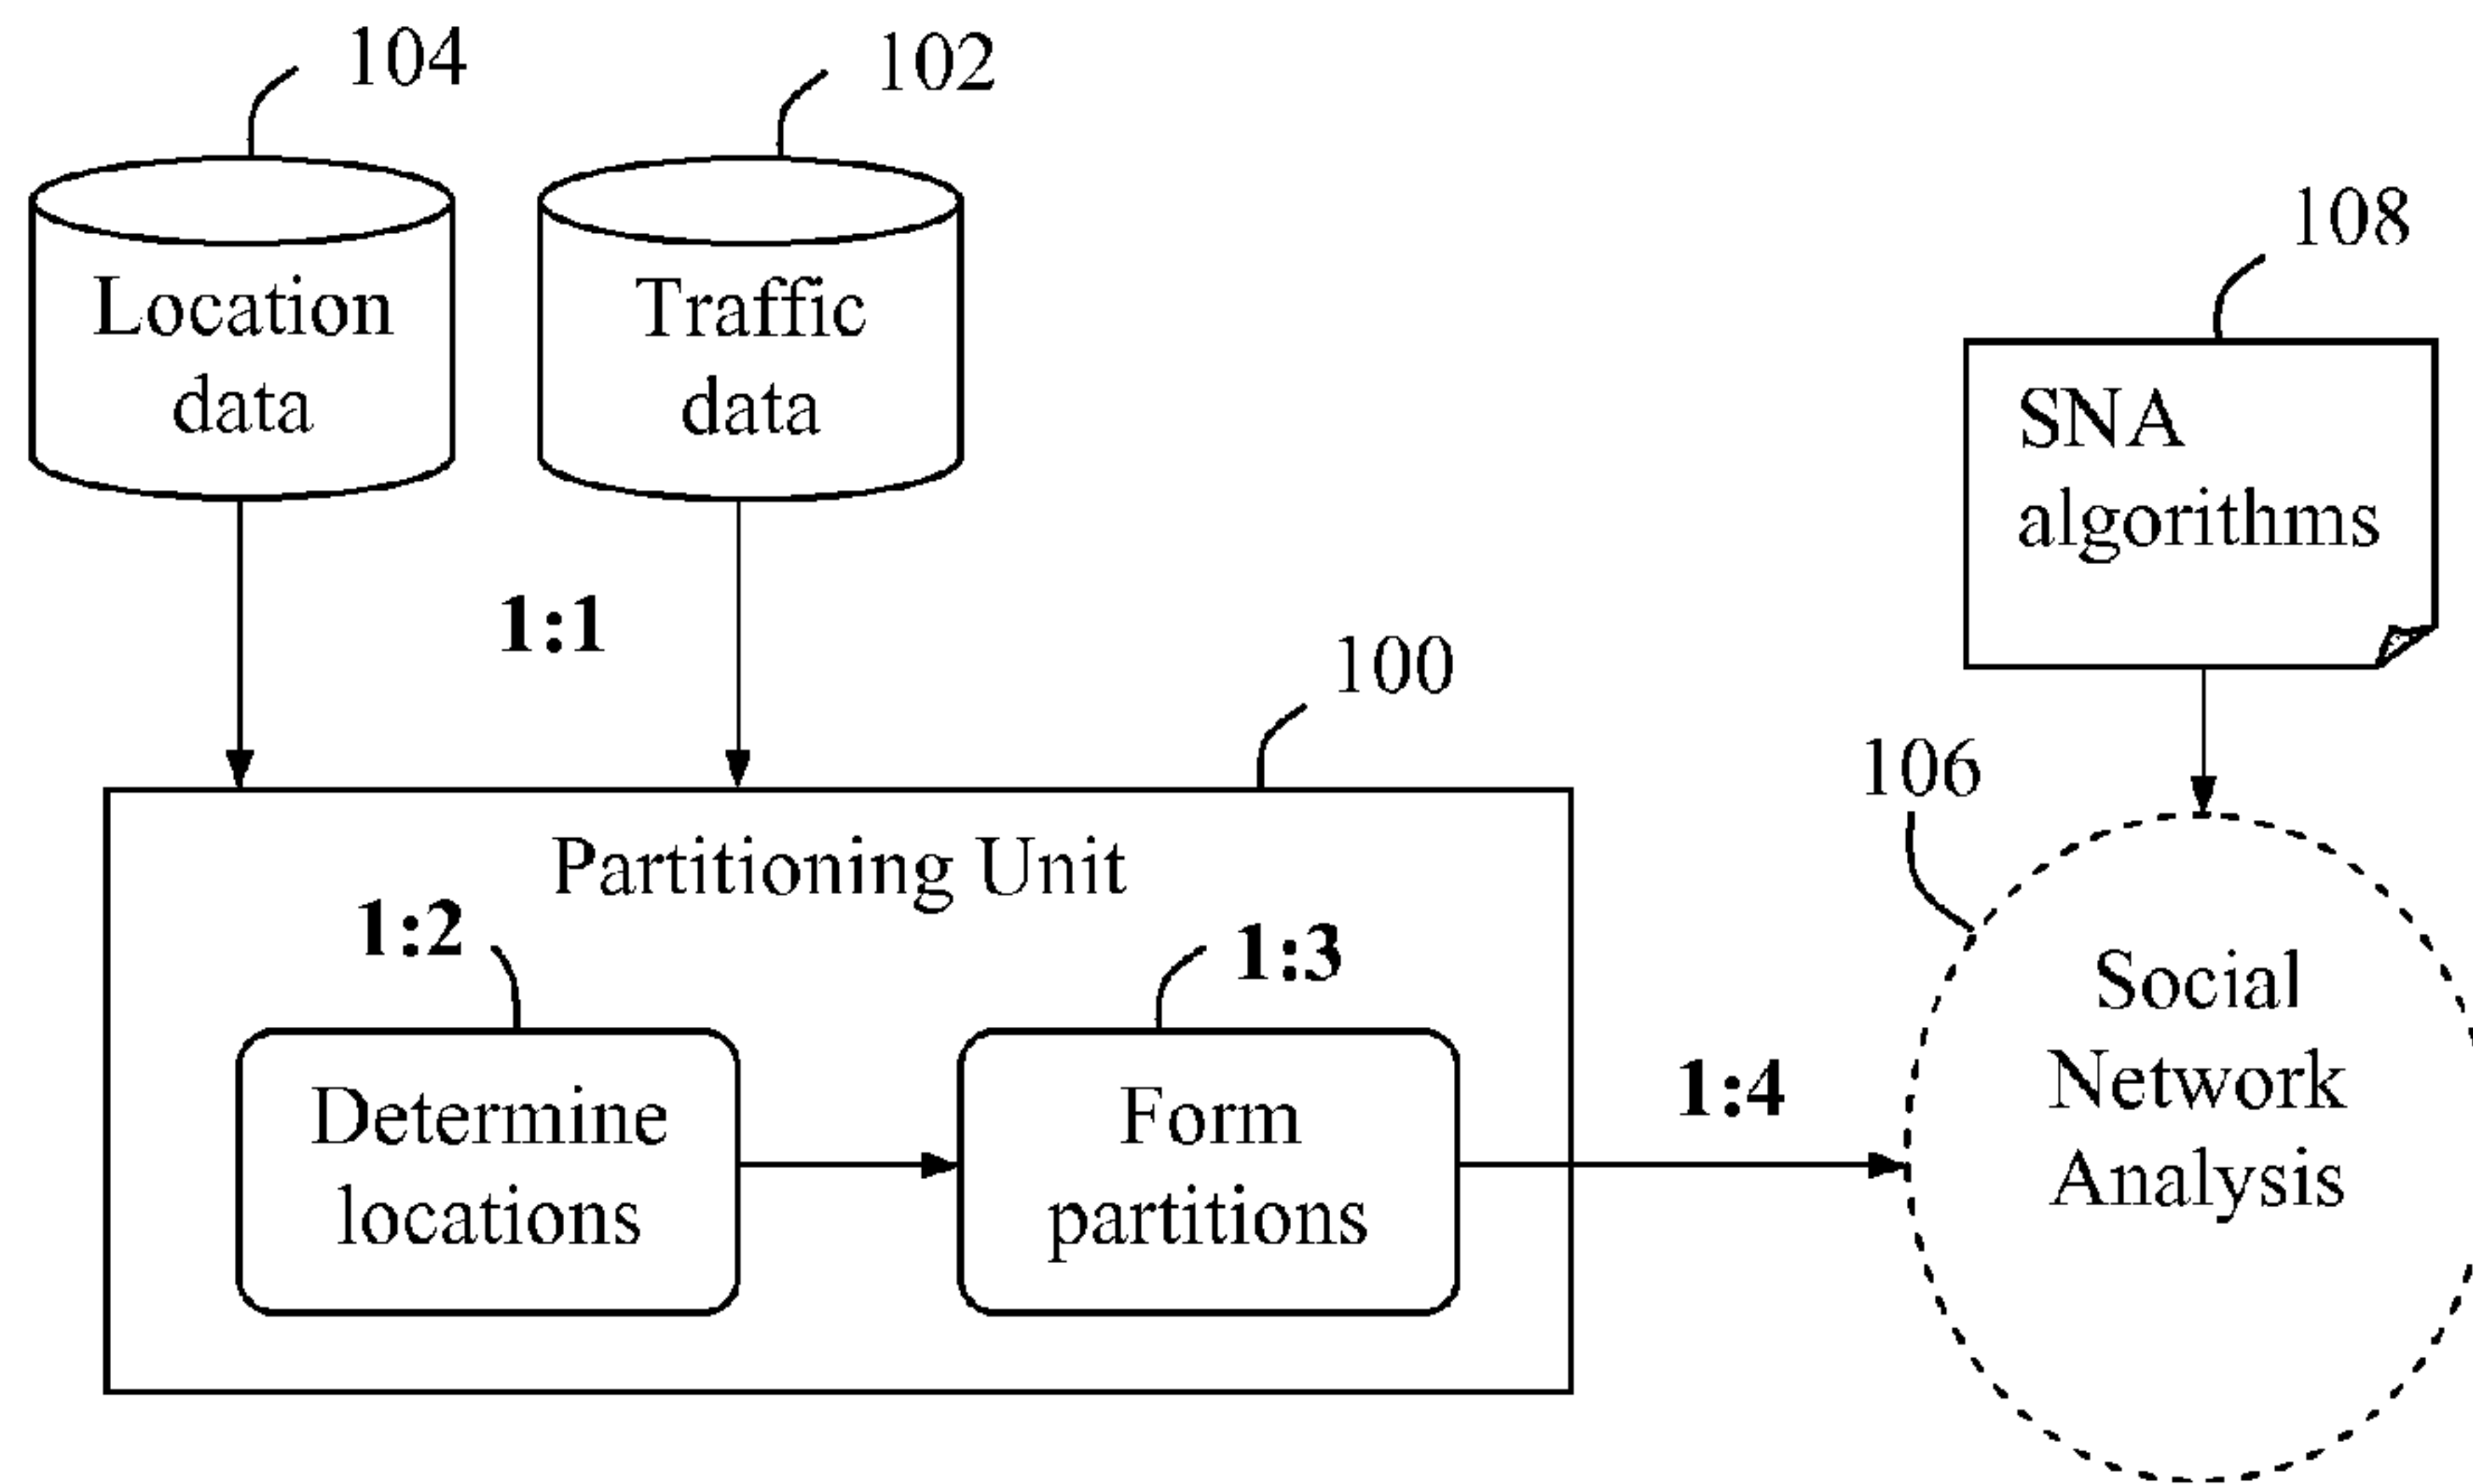 104
102
Location
data
Traffic
data
108
SNA
algorithms
1:1
100
106
Partitioning Unit
1:2
1:3
Determine
locations
Form
partitions
1:4
Social
Network
Analysis